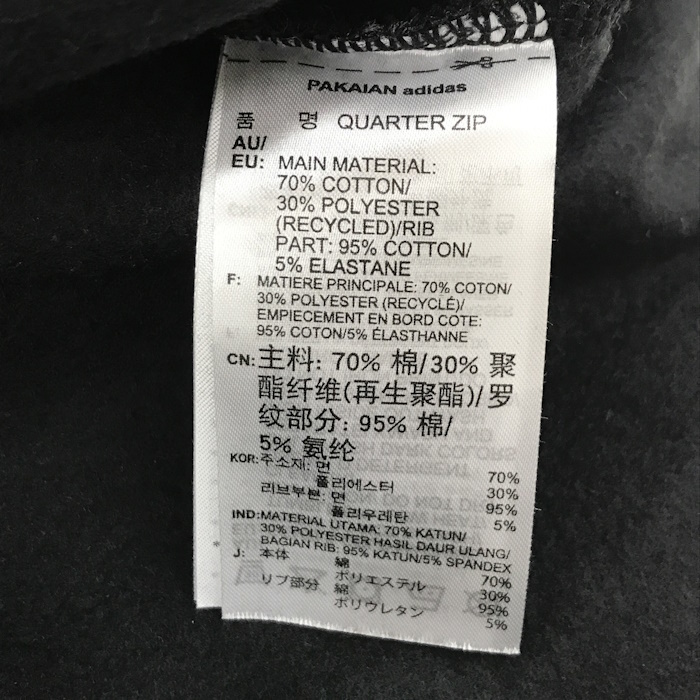 PAKAIAN adidas
품 명 QUARTER ZIP
AU/
EU: MAIN MATERIAL:
70% COTTON/
30% POLYESTER
(RECYCLED)/RIB
PART: 95% COTTON/
5% ELASTANE
F: MATIERE PRINCIPALE: 70% COTON/
30% POLYESTER (RECYCLÉ)/
EMPIECEMENT EN BORD COTE:
95% COTON/5% ÉLASTHANNE
CN: 主料: 70% 棉/30% 聚
酯纤维(再生聚酯)/罗
纹部分: 95% 棉/
5% 氨纶
KOR: 주소재: 면 70%
폴리에스터 30%
리브부분: 면 95%
폴리우레탄 5%
IND: MATERIAL UTAMA: 70% KATUN/
30% POLYESTER HASIL DAUR ULANG/
BAGIAN RIB: 95% KATUN/5% SPANDEX
J: 本体 綿 70%
ポリエステル 30%
リブ部分 綿 95%
ポリウレタン 5%